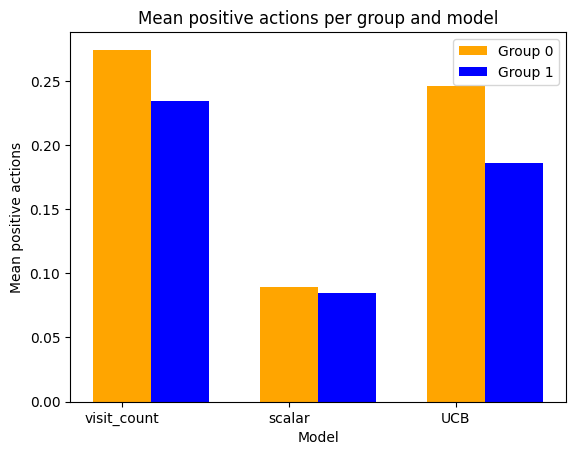 Mean positive actions per group and model
Group 0
Group 1
Mean positive actions
0.25
0.20
0.15
0.10
0.05
0.00
visit_count
scalar
UCB
Model